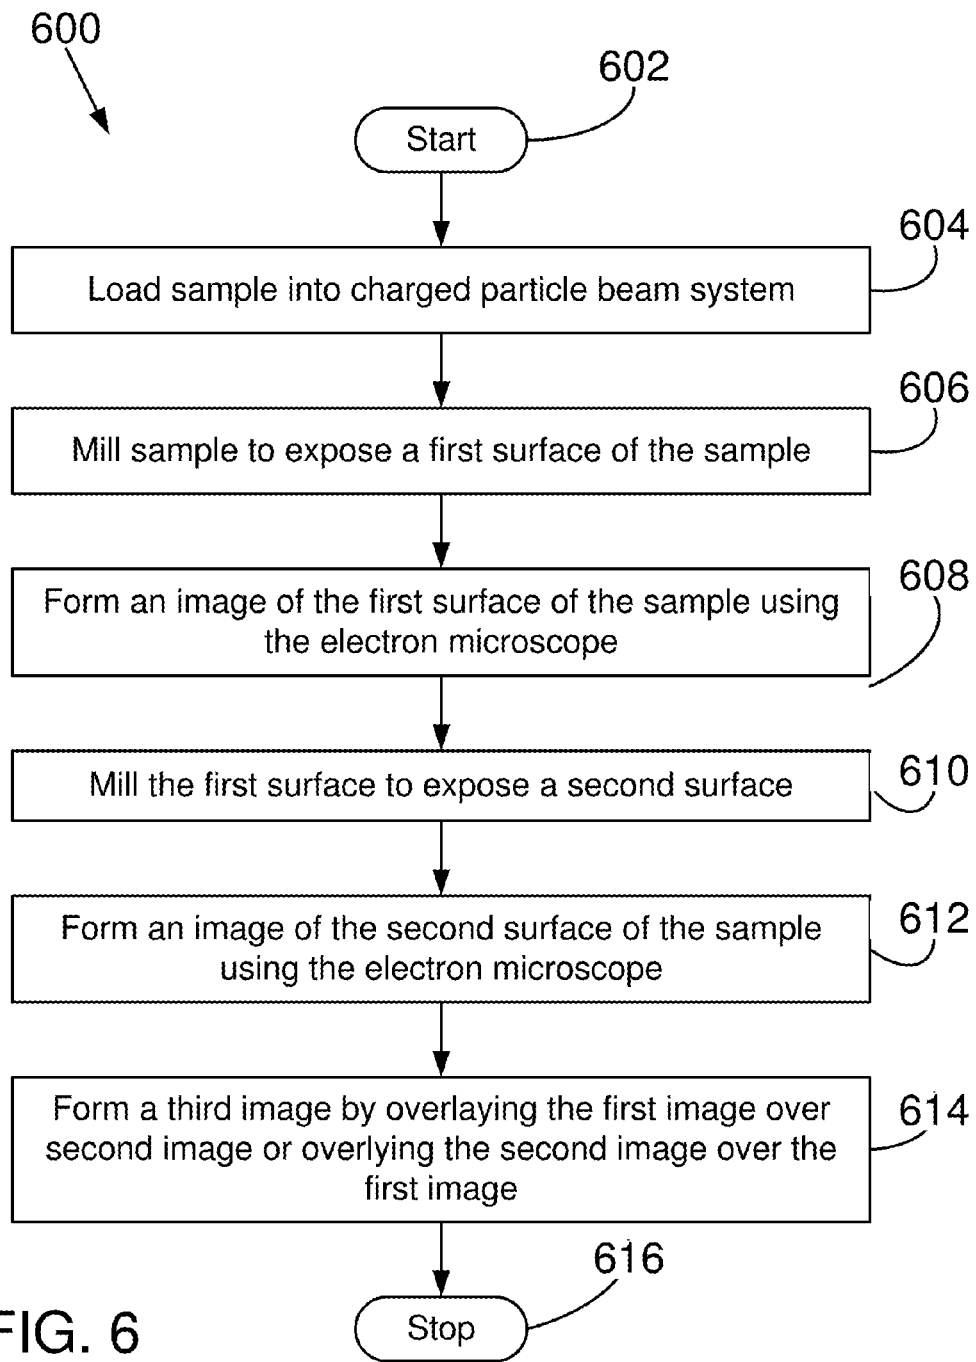 600
602
Start
604
Load sample into charged particle beam system
606
Mill sample to expose a first surface of the sample
608
Form an image of the first surface of the sample using
the electron microscope
610
Mill the first surface to expose a second surface
612
Form an image of the second surface of the sample
using the electron microscope
614
Form a third image by overlaying the first image over
second image or overlying the second image over the
first image
616
Stop
FIG. 6